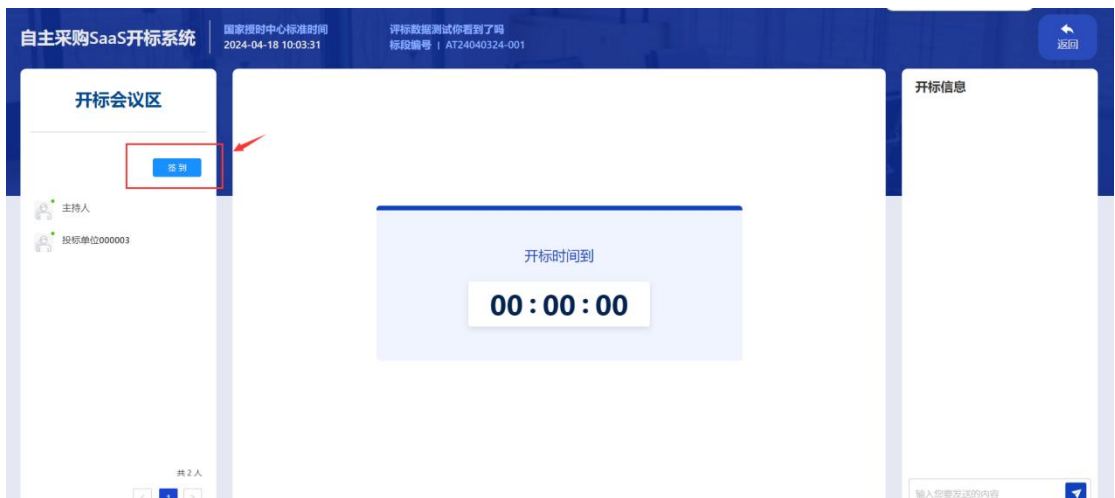 自主采购SaaS开标系统
国家授时中心标准时间
2024-04-18 10:03:31
评标数据测试你看到了吗
标段编号 | AT24040324-001
返回
开标会议区
签到
主持人
投标单位000003
共2人
< 1 >
开标时间到
00:00:00
开标信息
输入您要发送的内容